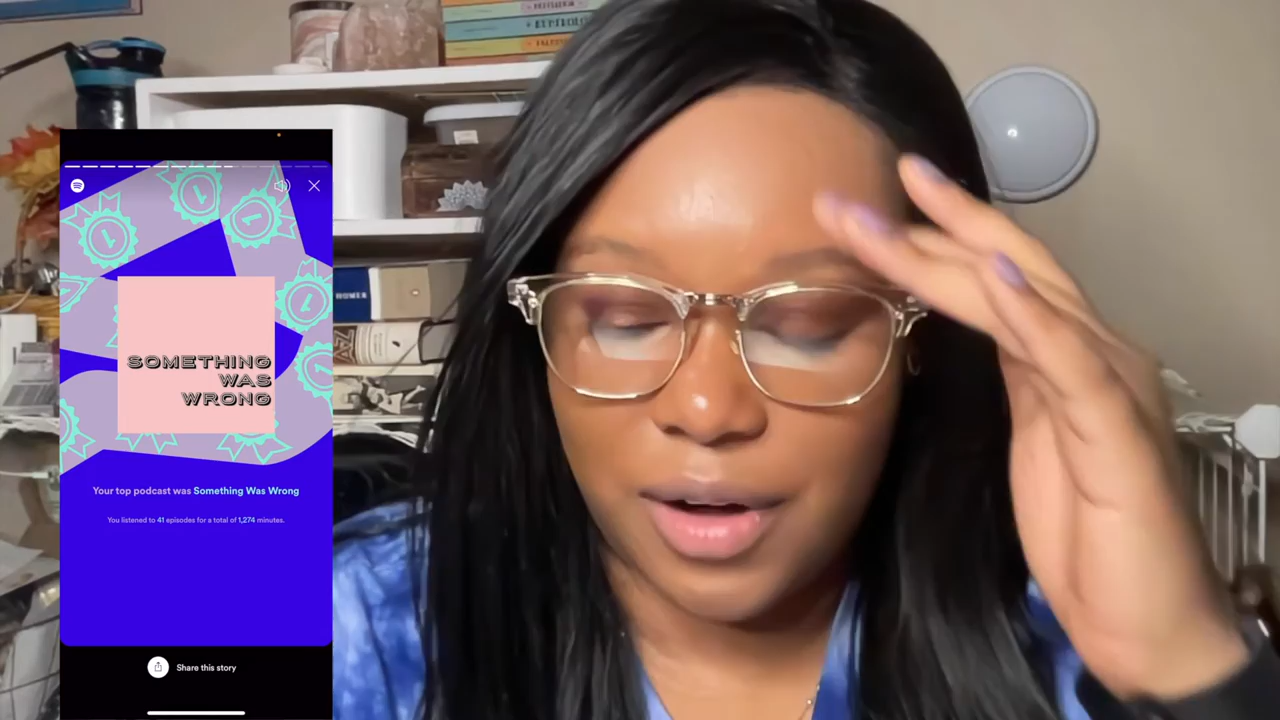 SOMETHING
WAS
WRONG
Your top podcast was Something Was Wrong
You listened to 41 episodes for a total of 1,274 minutes.
Share this story
HOMER